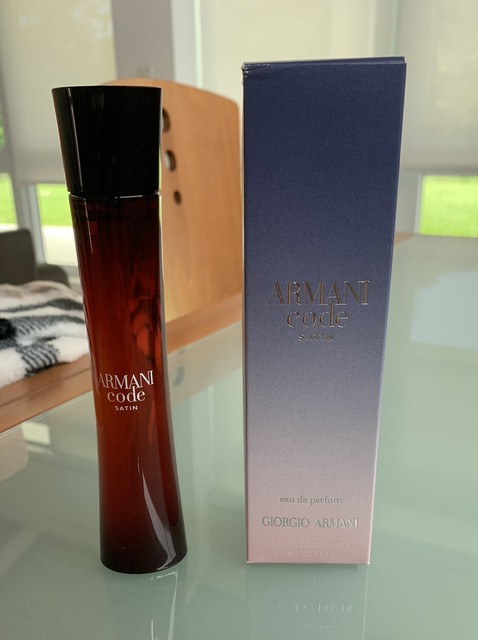 ARMANI
code
SATIN
ARMANI
code
SATIN
eau de parfum
GIORGIO ARMANI